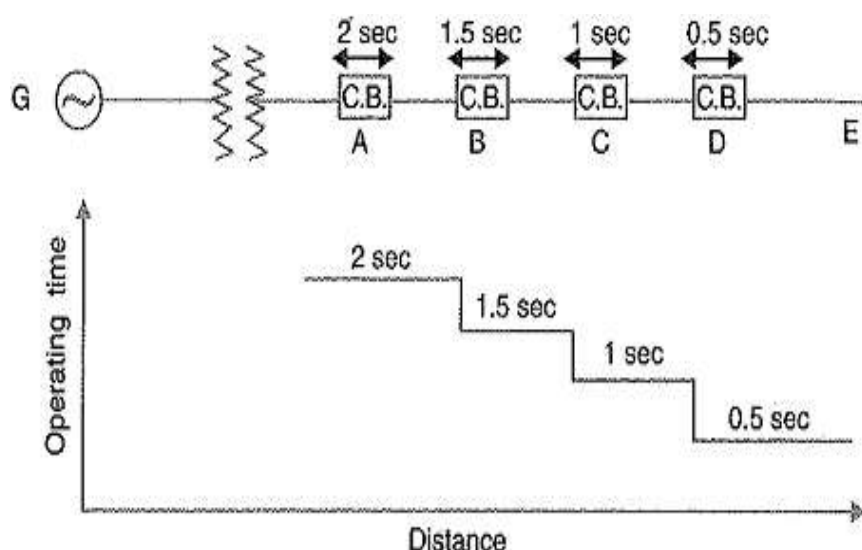 2 sec 1.5 sec 1 sec 0.5 sec
G C.B. C.B. C.B. C.B.
A B C D E
2 sec
1.5 sec
1 sec
0.5 sec
Operating time
Distance